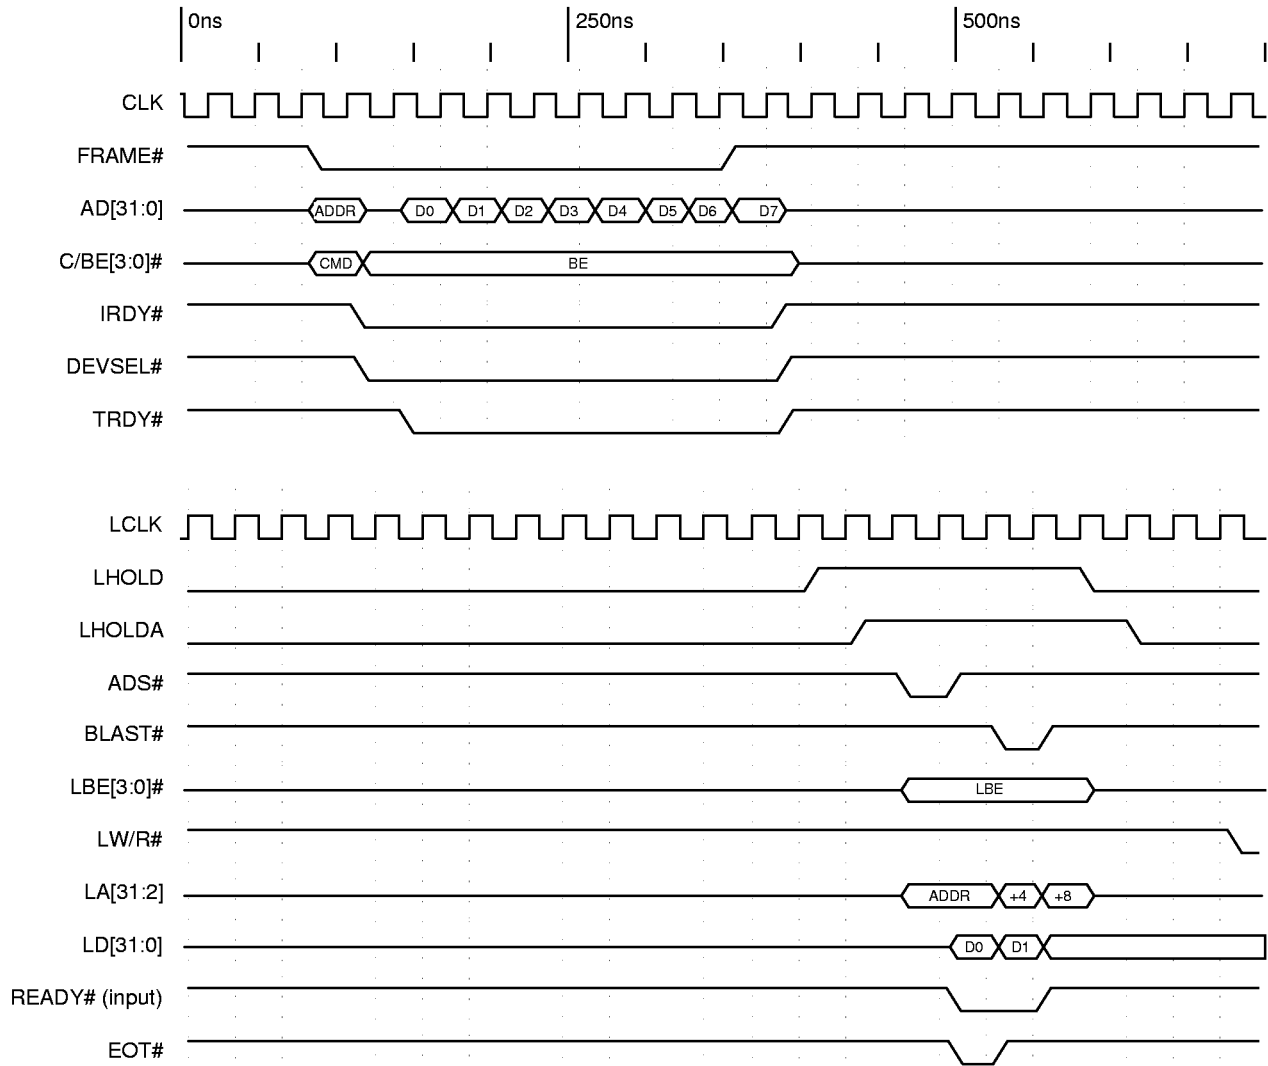 0ns 250ns 500ns
CLK
FRAME#
AD[31:0] ADDR D0 D1 D2 D3 D4 D5 D6 D7
C/BE[3:0]# CMD BE
IRDY#
DEVSEL#
TRDY#
LCLK
LHOLD
LHOLDA
ADS#
BLAST#
LBE[3:0]# LBE
LW/R#
LA[31:2] ADDR +4 +8
LD[31:0] D0 D1
READY# (input)
EOT#